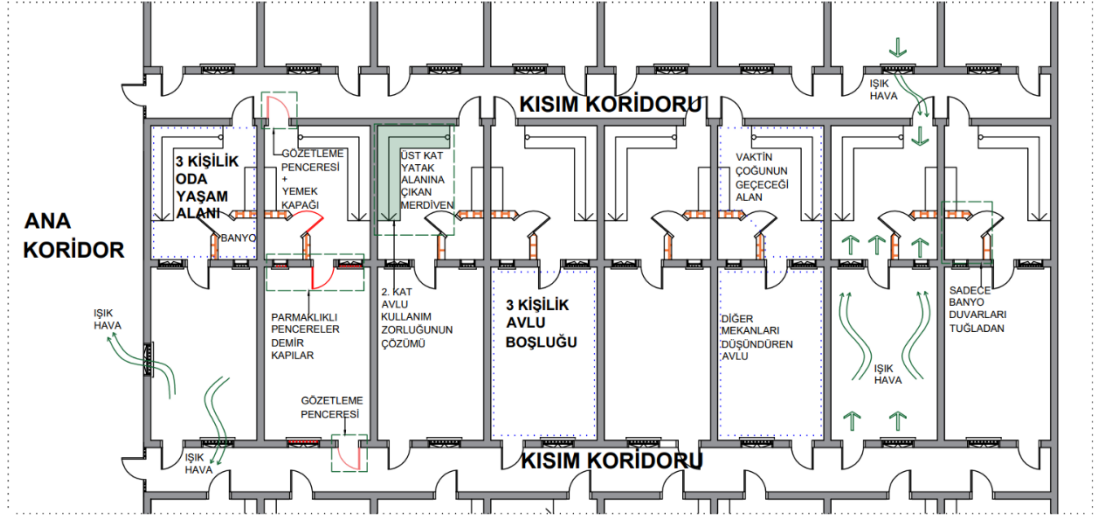 KISIM KORİDORU
IŞIK
HAVA
3 KİŞİLİK
ODA
YAŞAM
ALANI
BANYO
GÖZETLEME
PENCERESİ
+
YEMEK
KAPAĞI
ÜST KAT
YATAK
ALANINA
ÇIKAN
MERDİVEN
VAKTİN
ÇOĞUNUN
GEÇECEĞİ
ALAN
ANA
KORİDOR
IŞIK
HAVA
PARMAKLIKLI
PENCERELER
DEMİR
KAPILAR
2. KAT
AVLU
KULLANIM
ZORLUĞUNUN
ÇÖZÜMÜ
3 KİŞİLİK
AVLU
BOŞLUĞU
DİĞER
MEKANLARI
DÜŞÜNDÜREN
AVLU
IŞIK
HAVA
SADECE
BANYO
DUVARLARI
TUĞLADAN
GÖZETLEME
PENCERESİ
IŞIK
HAVA
KISIM KORİDORU